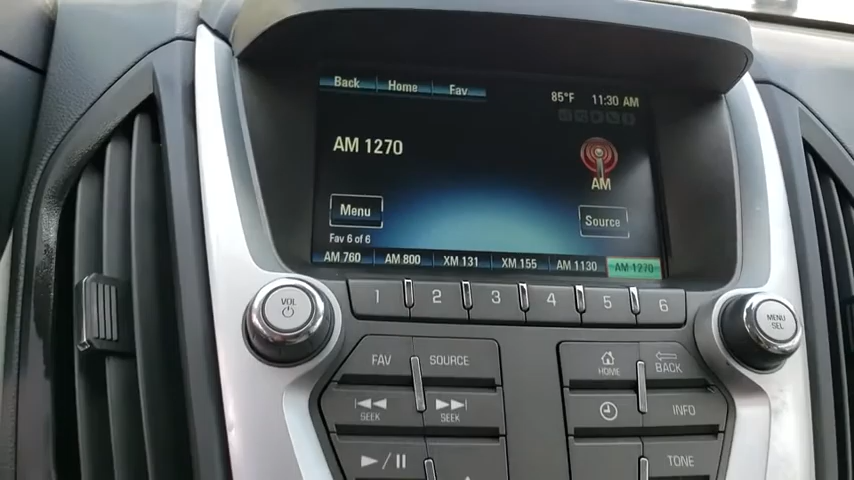 Back Home Fav
85°F 11:30 AM
AM 1270
AM
Menu
Source
Fav 6 of 6
AM 760 AM 800 XM 131 XM 155 AM 1130 AM 1270
1 2 3 4 5 6
VOL
MENU
SEL
FAV SOURCE
HOME BACK
SEEK SEEK
INFO
TONE